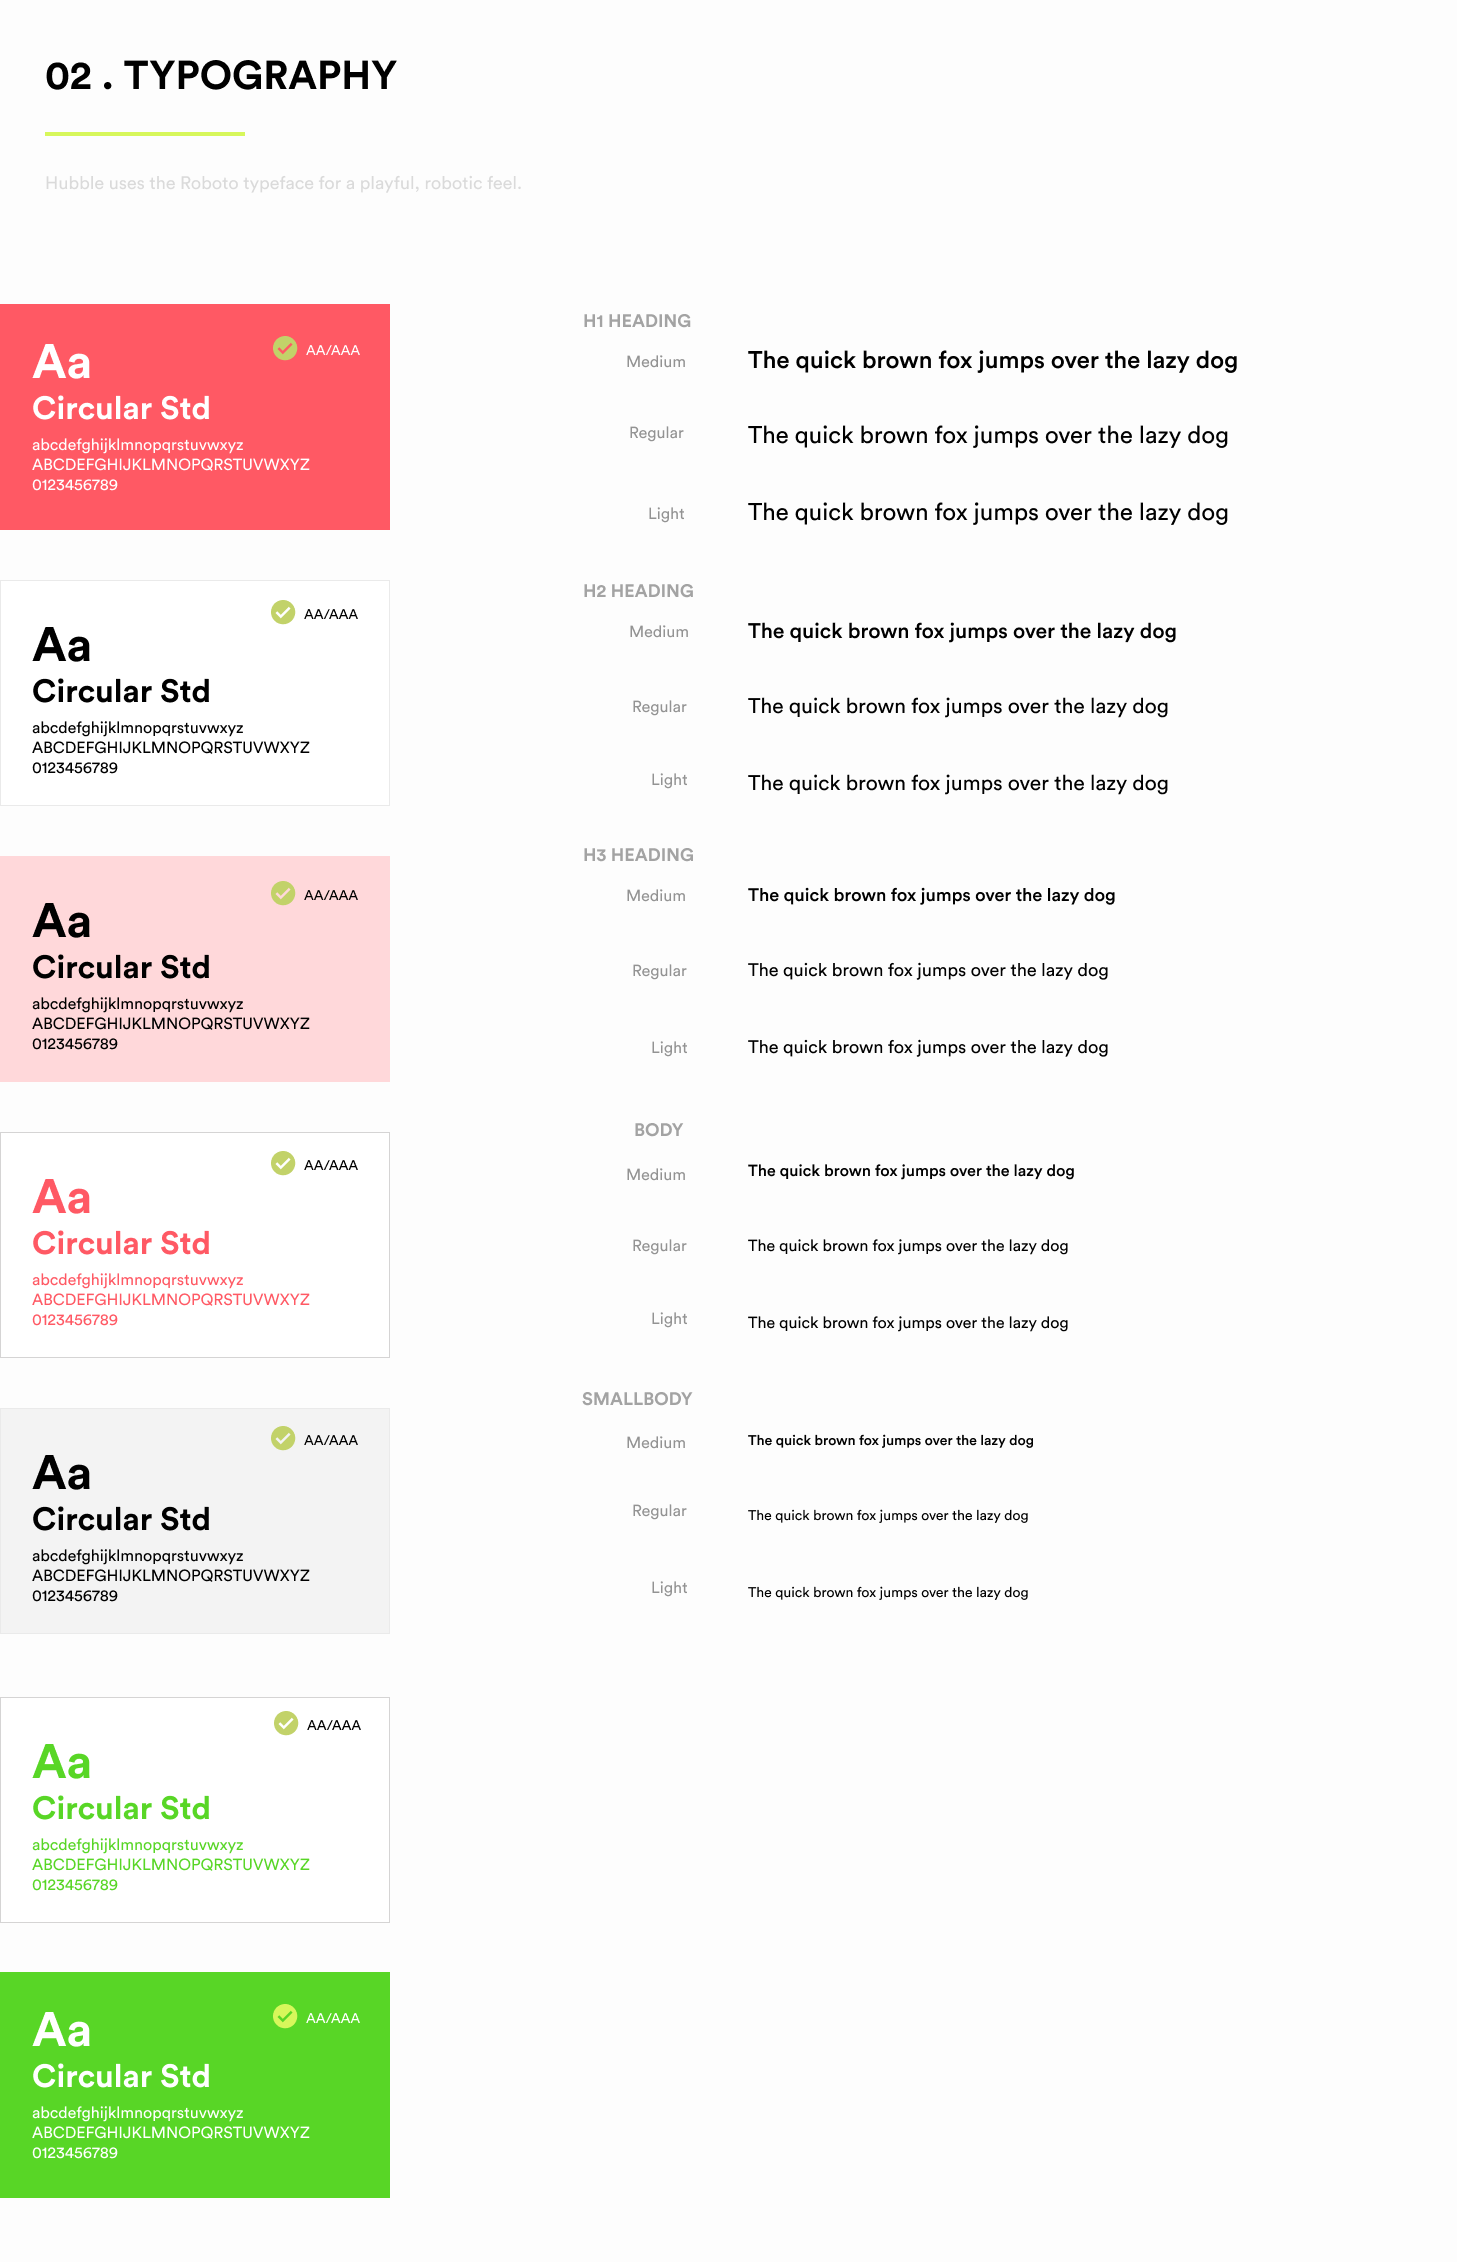 02 . TYPOGRAPHY
Hubble uses the Roboto typeface for a playful, robotic feel.
AA/AAA
Aa
Circular Std
abcdefghijklmnopqrstuvwxyz
ABCDEFGHIJKLMNOPQRSTUVWXYZ
0123456789
AA/AAA
Aa
Circular Std
abcdefghijklmnopqrstuvwxyz
ABCDEFGHIJKLMNOPQRSTUVWXYZ
0123456789
AA/AAA
Aa
Circular Std
abcdefghijklmnopqrstuvwxyz
ABCDEFGHIJKLMNOPQRSTUVWXYZ
0123456789
AA/AAA
Aa
Circular Std
abcdefghijklmnopqrstuvwxyz
ABCDEFGHIJKLMNOPQRSTUVWXYZ
0123456789
AA/AAA
Aa
Circular Std
abcdefghijklmnopqrstuvwxyz
ABCDEFGHIJKLMNOPQRSTUVWXYZ
0123456789
AA/AAA
Aa
Circular Std
abcdefghijklmnopqrstuvwxyz
ABCDEFGHIJKLMNOPQRSTUVWXYZ
0123456789
AA/AAA
Aa
Circular Std
abcdefghijklmnopqrstuvwxyz
ABCDEFGHIJKLMNOPQRSTUVWXYZ
0123456789
H1 HEADING
Medium The quick brown fox jumps over the lazy dog
Regular The quick brown fox jumps over the lazy dog
Light The quick brown fox jumps over the lazy dog
H2 HEADING
Medium The quick brown fox jumps over the lazy dog
Regular The quick brown fox jumps over the lazy dog
Light The quick brown fox jumps over the lazy dog
H3 HEADING
Medium The quick brown fox jumps over the lazy dog
Regular The quick brown fox jumps over the lazy dog
Light The quick brown fox jumps over the lazy dog
BODY
Medium The quick brown fox jumps over the lazy dog
Regular The quick brown fox jumps over the lazy dog
Light The quick brown fox jumps over the lazy dog
SMALLBODY
Medium The quick brown fox jumps over the lazy dog
Regular The quick brown fox jumps over the lazy dog
Light The quick brown fox jumps over the lazy dog